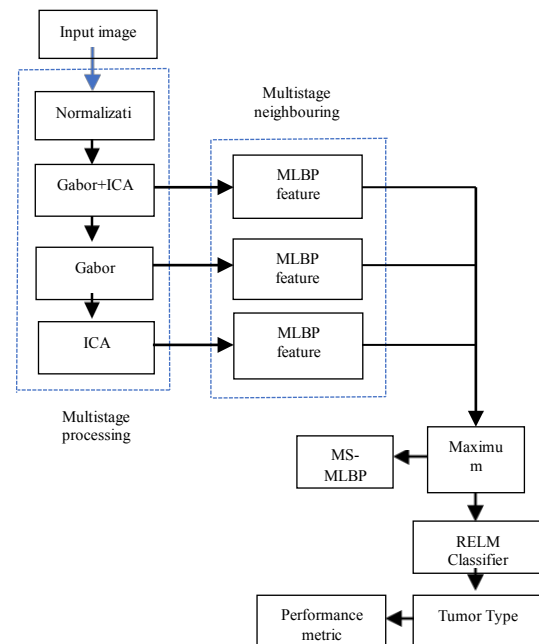 Input image
Normalizati
Gabor+ICA
Gabor
ICA
Multistage
processing
Multistage
neighbouring
MLBP
feature
MLBP
feature
MLBP
feature
Maximu
m
MS-
MLBP
RELM
Classifier
Tumor Type
Performance
metric